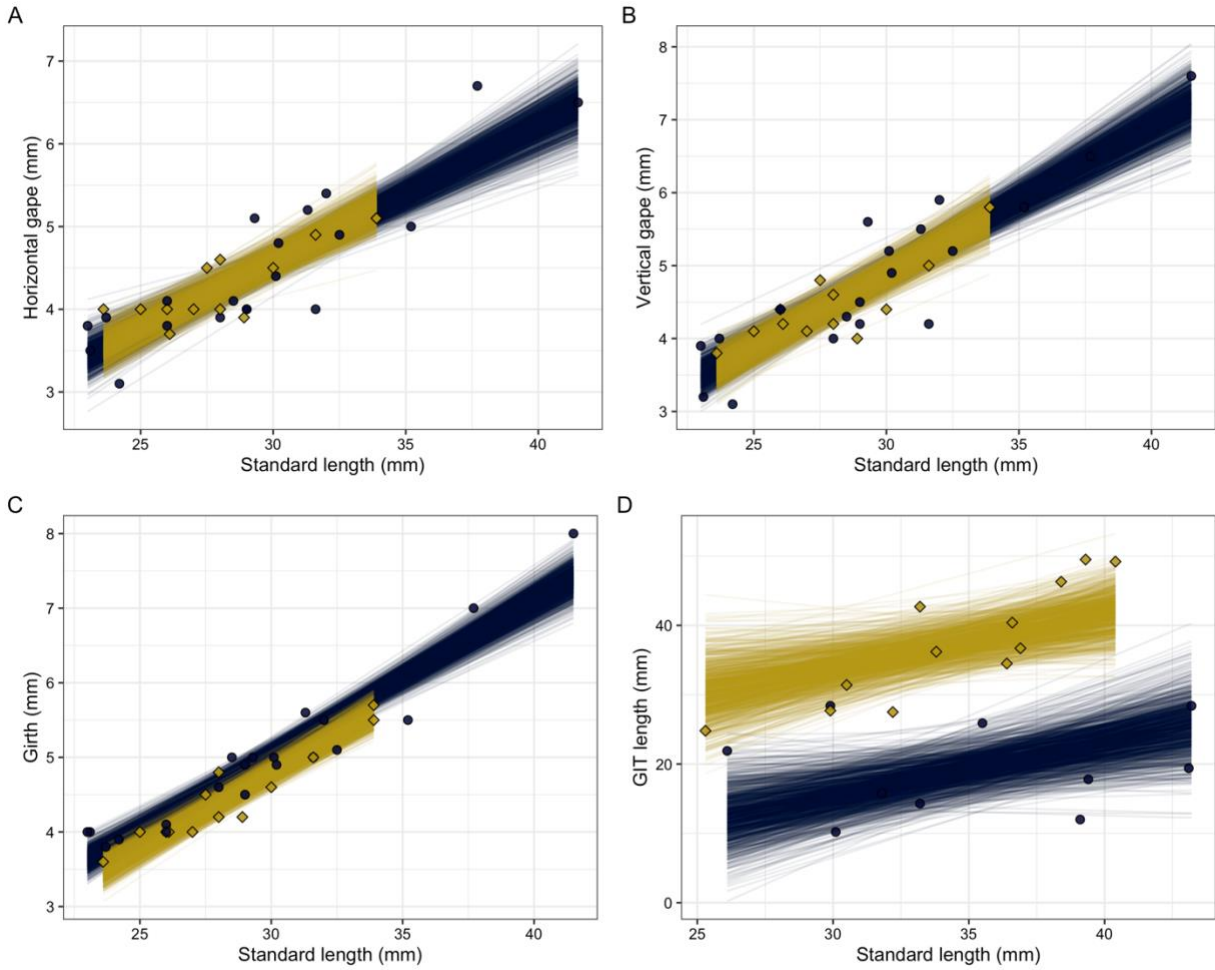 A
Horizontal gape (mm)
7
6
5
4
3
25 30 35 40
Standard length (mm)
B
Vertical gape (mm)
8
7
6
5
4
3
25 30 35 40
Standard length (mm)
C
Girth (mm)
8
7
6
5
4
3
25 30 35 40
Standard length (mm)
D
GIT length (mm)
40
20
0
25 30 35 40
Standard length (mm)